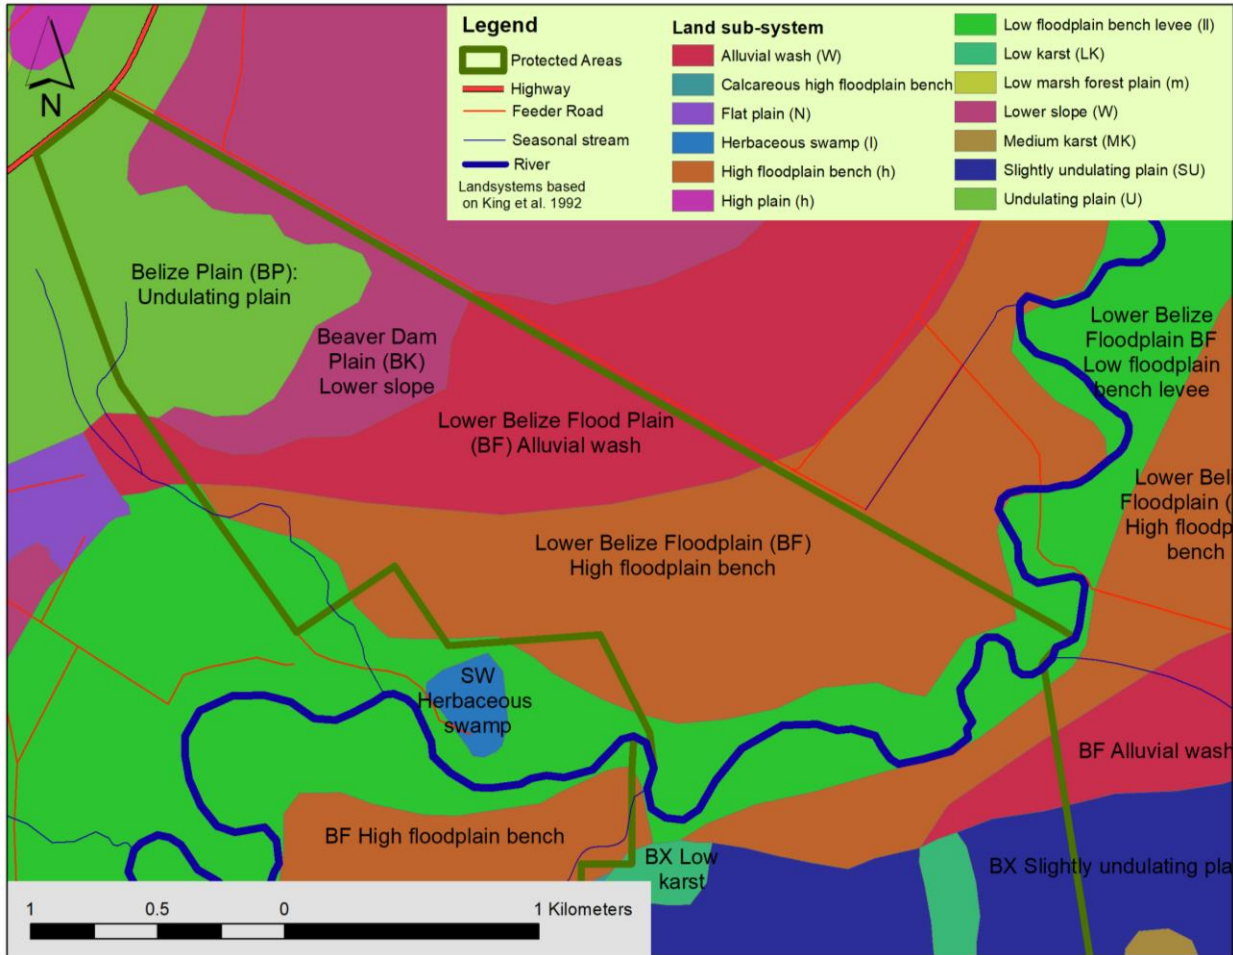 Legend
Protected Areas
Highway
Feeder Road
Seasonal stream
River
Landsystems based
on King et al. 1992
Land sub-system
Alluvial wash (W)
Calcareous high floodplain bench
Flat plain (N)
Herbaceous swamp (I)
High floodplain bench (h)
High plain (h)
Low floodplain bench levee (ll)
Low karst (LK)
Low marsh forest plain (m)
Lower slope (W)
Medium karst (MK)
Slightly undulating plain (SU)
Undulating plain (U)
N
Belize Plain (BP):
Undulating plain
Beaver Dam
Plain (BK)
Lower slope
Lower Belize
Floodplain BF
Low floodplain
bench levee
Lower Belize Flood Plain
(BF) Alluvial wash
Lower Bel
Floodplain (
High floodp
bench
Lower Belize Floodplain (BF)
High floodplain bench
SW
Herbaceous
swamp
BF Alluvial wash
BF High floodplain bench
BX Low
karst
BX Slightly undulating pla
1 0.5 0 1 Kilometers